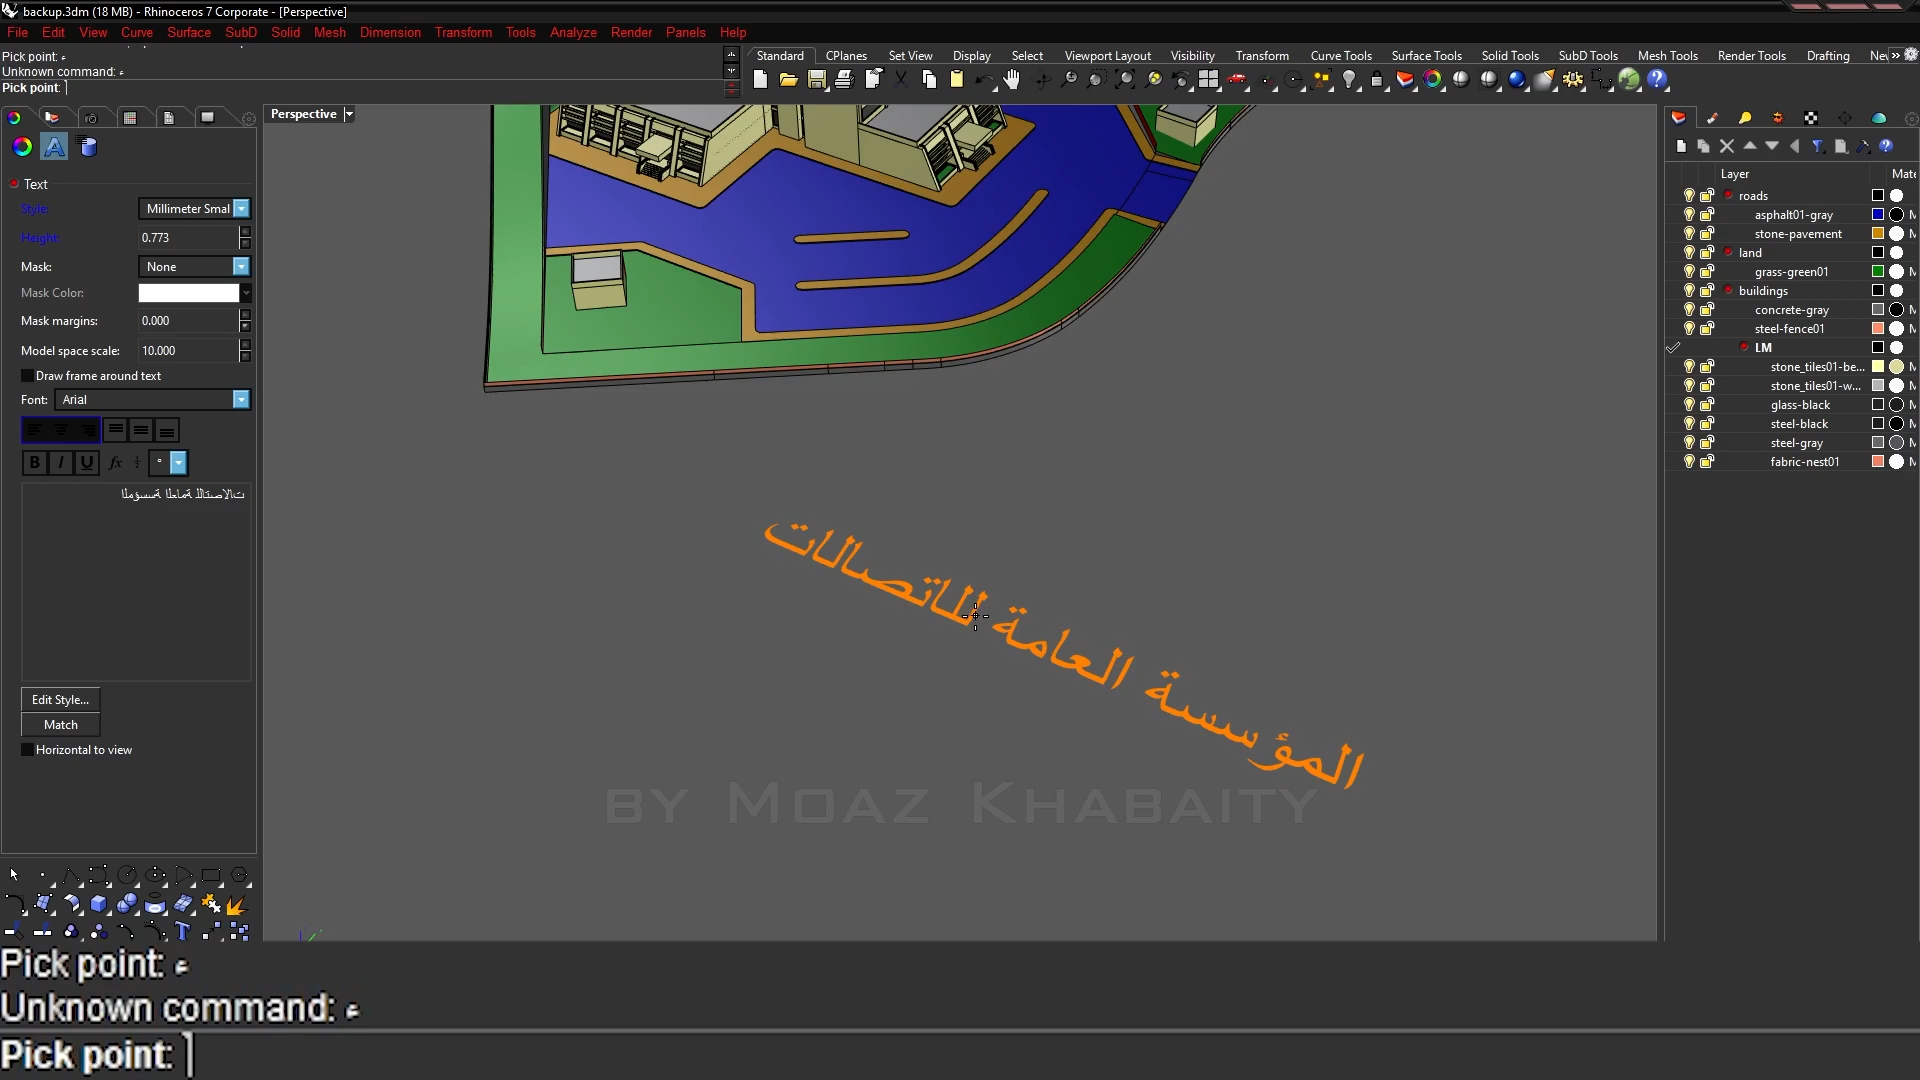 backup.3dm (18 MB) - Rhinoceros 7 Corporate - [Perspective]
File Edit View Curve Surface SubD Solid Mesh Dimension Transform Tools Analyze Render Panels Help
Pick point: ء
Unknown command: ء
Pick point:
Standard CPlanes Set View Display Select Viewport Layout Visibility Transform Curve Tools Surface Tools Solid Tools SubD Tools Mesh Tools Render Tools Drafting
Perspective
Text
Style: Millimeter Smal
Height: 0.773
Mask: None
Mask Color:
Mask margins: 0.000
Model space scale: 10.000
Draw frame around text
Font: Arial
B I U fx
Edit Style...
Match
Horizontal to view
المؤسسة العامة للاتصالات
BY MOAZ KHABAITY
Layer Mate
roads
asphalt01-gray
stone-pavement
land
grass-green01
buildings
concrete-gray
steel-fence01
LM
stone_tiles01-be...
stone_tiles01-w...
glass-black
steel-black
steel-gray
fabric-nest01
Pick point: ء
Unknown command: ء
Pick point: